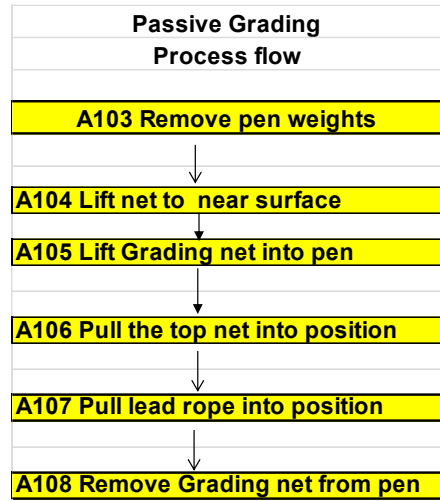 Passive Grading
Process flow
A103 Remove pen weights
A104 Lift net to near surface
A105 Lift Grading net into pen
A106 Pull the top net into position
A107 Pull lead rope into position
A108 Remove Grading net from pen